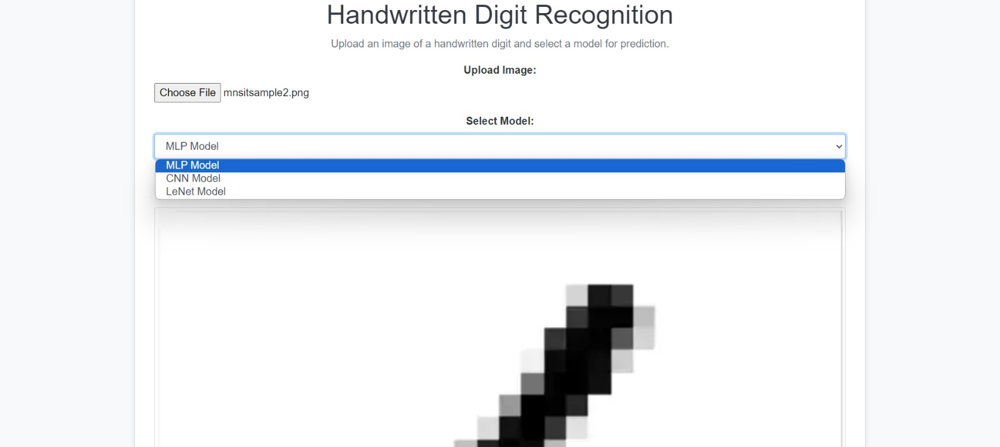 Handwritten Digit Recognition
Upload an image of a handwritten digit and select a model for prediction.
Upload Image:
Choose File mnsitsample2.png
Select Model:
MLP Model
MLP Model
CNN Model
LeNet Model